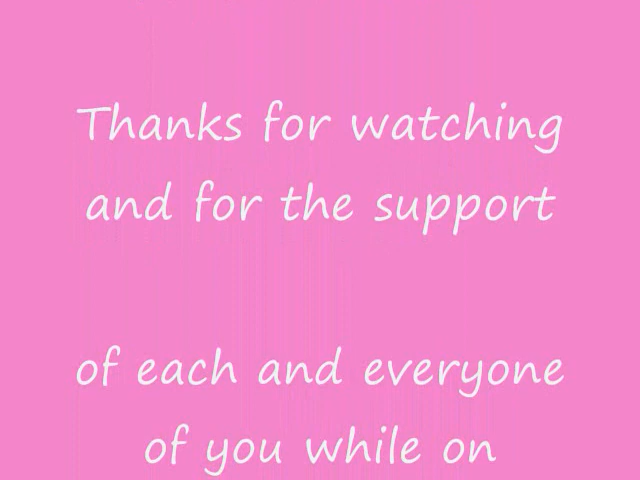 Thanks for watching
and for the support
of each and everyone
of you while on